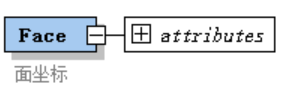 Face attributes
面坐标